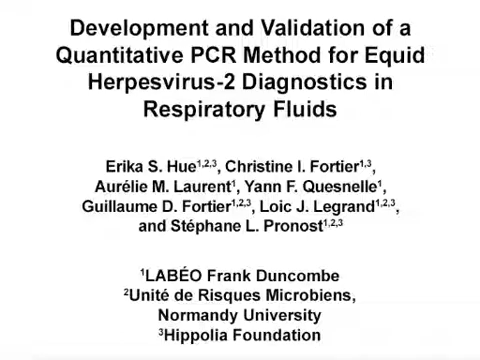 Development and Validation of a
Quantitative PCR Method for Equid
Herpesvirus-2 Diagnostics in
Respiratory Fluids
Erika S. Hue1,2,3, Christine I. Fortier1,3,
Aurélie M. Laurent1, Yann F. Quesnelle1,
Guillaume D. Fortier1,2,3, Loic J. Legrand1,2,3,
and Stéphane L. Pronost1,2,3
1LABÉO Frank Duncombe
2Unité de Risques Microbiens,
Normandy University
3Hippolia Foundation